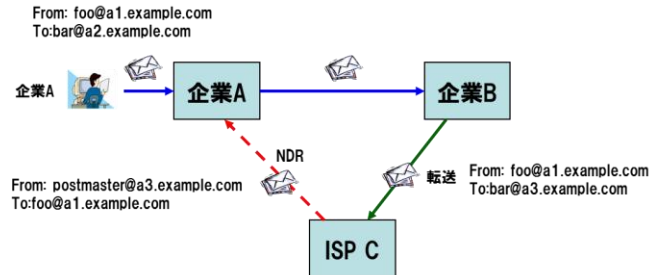 From: foo@a1.example.com
To:bar@a2.example.com
企業A
企業A
企業B
NDR
From: postmaster@a3.example.com
To:foo@a1.example.com
転送
From: foo@a1.example.com
To:bar@a3.example.com
ISP C